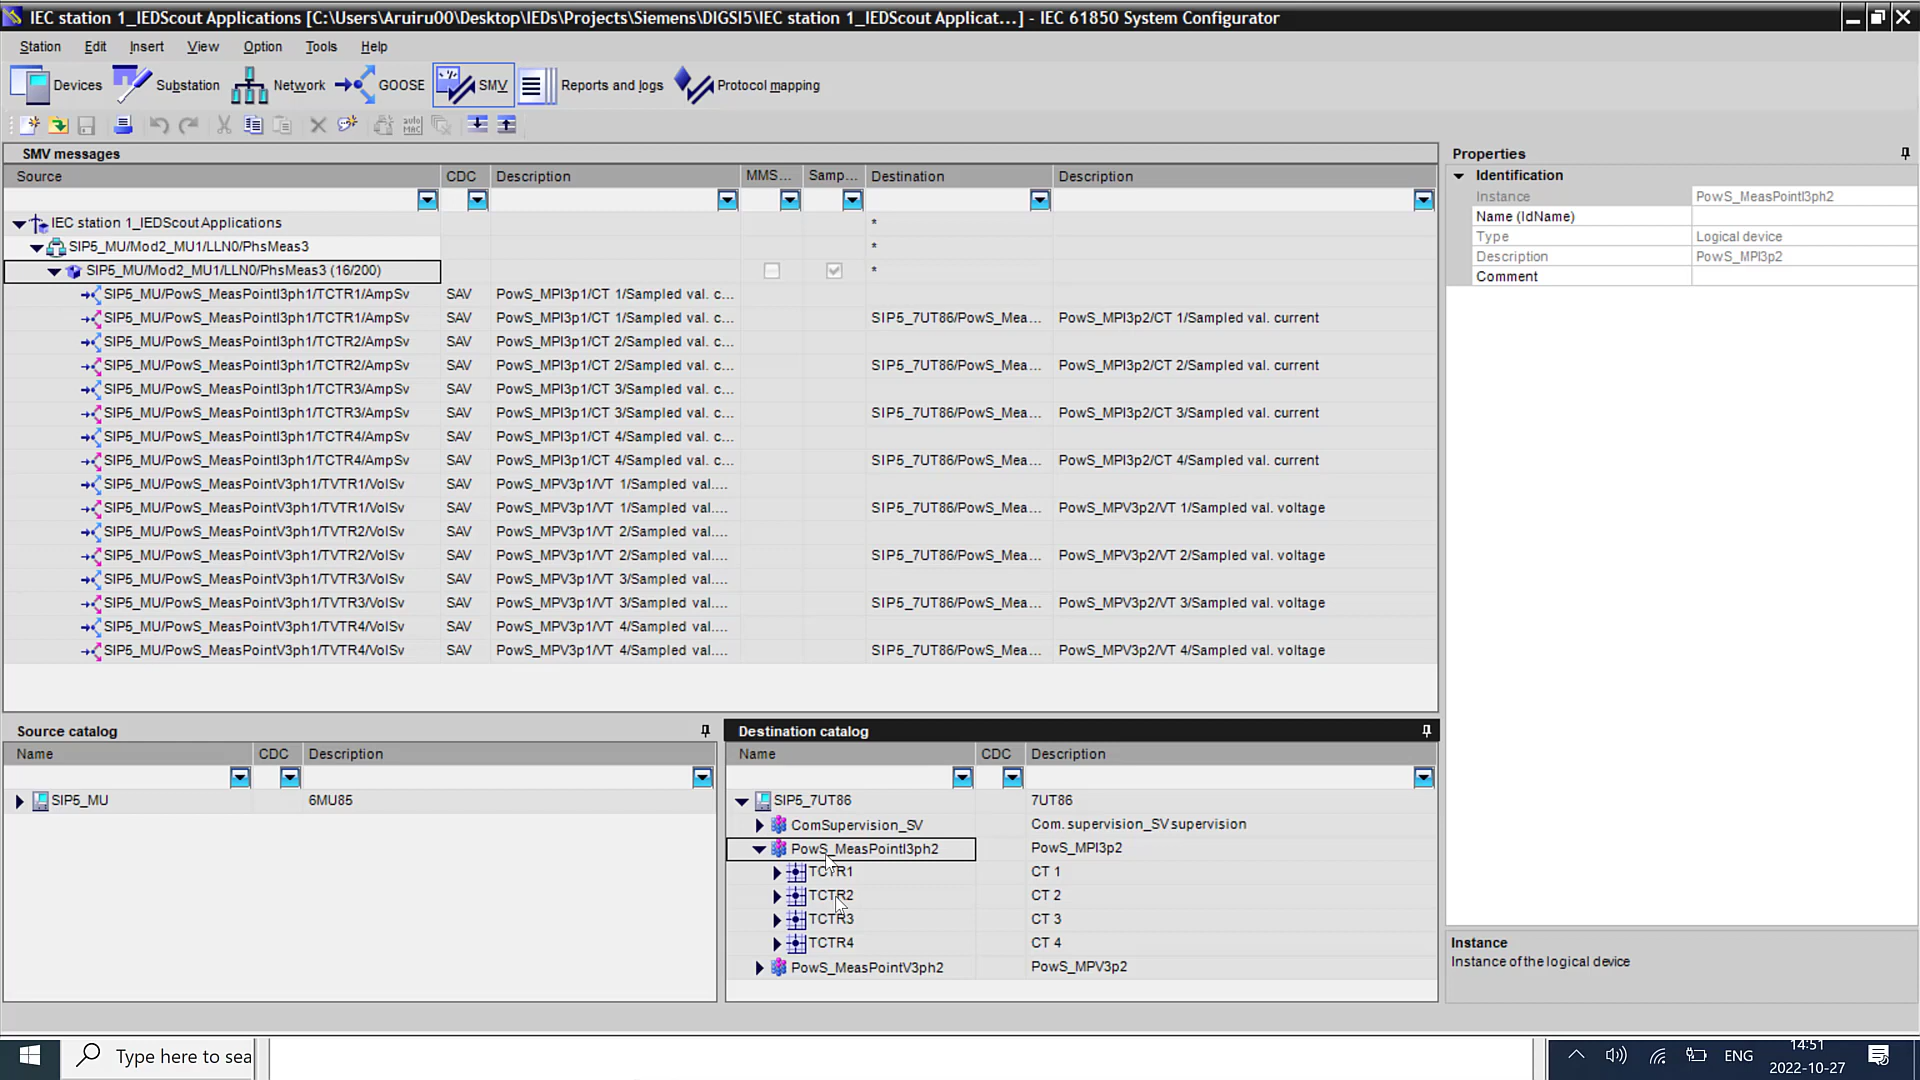 IEC station 1_IEDScout Applications [C:\Users\Aruiru00\Desktop\IEDs\Projects\Siemens\DIGSI5\IEC station 1_IEDScout Applicat...] - IEC 61850 System Configurator
Station Edit Insert View Option Tools Help
Devices Substation Network GOOSE SMV Reports and logs Protocol mapping
SMV messages
Source CDC Description MMS... Samp... Destination Description
IEC station 1_IEDScout Applications *
SIP5_MU/Mod2_MU1/LLN0/PhsMeas3 *
SIP5_MU/Mod2_MU1/LLN0/PhsMeas3 (16/200) *
SIP5_MU/PowS_MeasPointI3ph1/TCTR1/AmpSv SAV PowS_MPI3p1/CT 1/Sampled val. c...
SIP5_MU/PowS_MeasPointI3ph1/TCTR1/AmpSv SAV PowS_MPI3p1/CT 1/Sampled val. c... SIP5_7UT86/PowS_Mea... PowS_MPI3p2/CT 1/Sampled val. current
SIP5_MU/PowS_MeasPointI3ph1/TCTR2/AmpSv SAV PowS_MPI3p1/CT 2/Sampled val. c...
SIP5_MU/PowS_MeasPointI3ph1/TCTR2/AmpSv SAV PowS_MPI3p1/CT 2/Sampled val. c... SIP5_7UT86/PowS_Mea... PowS_MPI3p2/CT 2/Sampled val. current
SIP5_MU/PowS_MeasPointI3ph1/TCTR3/AmpSv SAV PowS_MPI3p1/CT 3/Sampled val. c...
SIP5_MU/PowS_MeasPointI3ph1/TCTR3/AmpSv SAV PowS_MPI3p1/CT 3/Sampled val. c... SIP5_7UT86/PowS_Mea... PowS_MPI3p2/CT 3/Sampled val. current
SIP5_MU/PowS_MeasPointI3ph1/TCTR4/AmpSv SAV PowS_MPI3p1/CT 4/Sampled val. c...
SIP5_MU/PowS_MeasPointI3ph1/TCTR4/AmpSv SAV PowS_MPI3p1/CT 4/Sampled val. c... SIP5_7UT86/PowS_Mea... PowS_MPI3p2/CT 4/Sampled val. current
SIP5_MU/PowS_MeasPointV3ph1/TVTR1/VolSv SAV PowS_MPV3p1/VT 1/Sampled val....
SIP5_MU/PowS_MeasPointV3ph1/TVTR1/VolSv SAV PowS_MPV3p1/VT 1/Sampled val.... SIP5_7UT86/PowS_Mea... PowS_MPV3p2/VT 1/Sampled val. voltage
SIP5_MU/PowS_MeasPointV3ph1/TVTR2/VolSv SAV PowS_MPV3p1/VT 2/Sampled val....
SIP5_MU/PowS_MeasPointV3ph1/TVTR2/VolSv SAV PowS_MPV3p1/VT 2/Sampled val.... SIP5_7UT86/PowS_Mea... PowS_MPV3p2/VT 2/Sampled val. voltage
SIP5_MU/PowS_MeasPointV3ph1/TVTR3/VolSv SAV PowS_MPV3p1/VT 3/Sampled val....
SIP5_MU/PowS_MeasPointV3ph1/TVTR3/VolSv SAV PowS_MPV3p1/VT 3/Sampled val.... SIP5_7UT86/PowS_Mea... PowS_MPV3p2/VT 3/Sampled val. voltage
SIP5_MU/PowS_MeasPointV3ph1/TVTR4/VolSv SAV PowS_MPV3p1/VT 4/Sampled val....
SIP5_MU/PowS_MeasPointV3ph1/TVTR4/VolSv SAV PowS_MPV3p1/VT 4/Sampled val.... SIP5_7UT86/PowS_Mea... PowS_MPV3p2/VT 4/Sampled val. voltage
Properties
Identification
Instance PowS_MeasPointI3ph2
Name (IdName)
Type Logical device
Description PowS_MPI3p2
Comment
Source catalog
Name CDC Description
SIP5_MU 6MU85
Destination catalog
Name CDC Description
SIP5_7UT86 7UT86
ComSupervision_SV Com. supervision_SV supervision
PowS_MeasPointI3ph2 PowS_MPI3p2
TCTR1 CT 1
TCTR2 CT 2
TCTR3 CT 3
TCTR4 CT 4
PowS_MeasPointV3ph2 PowS_MPV3p2
Instance
Instance of the logical device
Type here to sea
ENG
14:51
2022-10-27